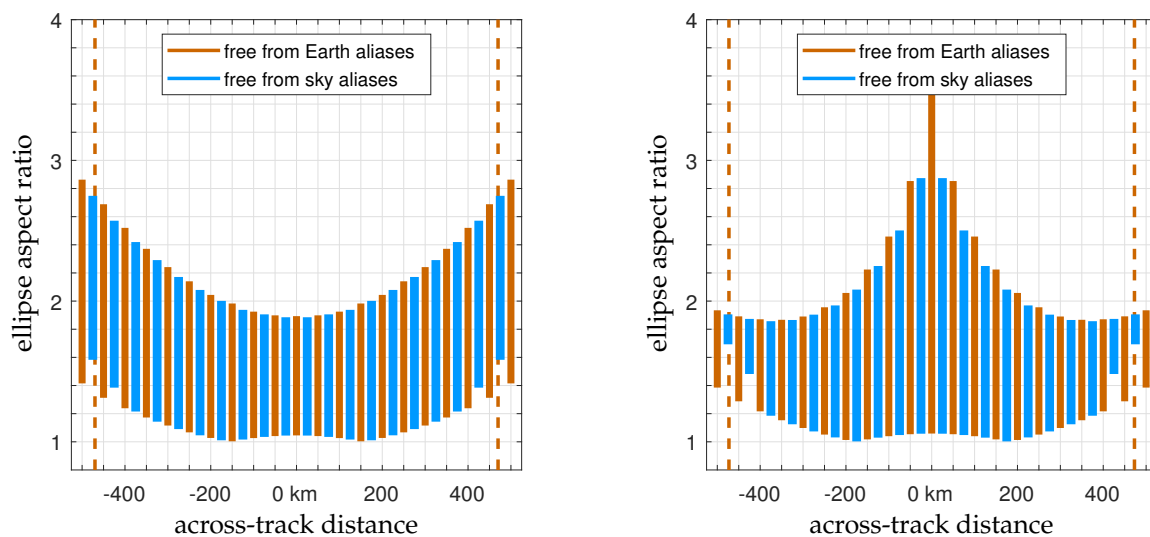 4
3
2
1
ellipse aspect ratio
free from Earth aliases
free from sky aliases
-400 -200 0 km 200 400
across-track distance
4
3
2
1
ellipse aspect ratio
free from Earth aliases
free from sky aliases
-400 -200 0 km 200 400
across-track distance